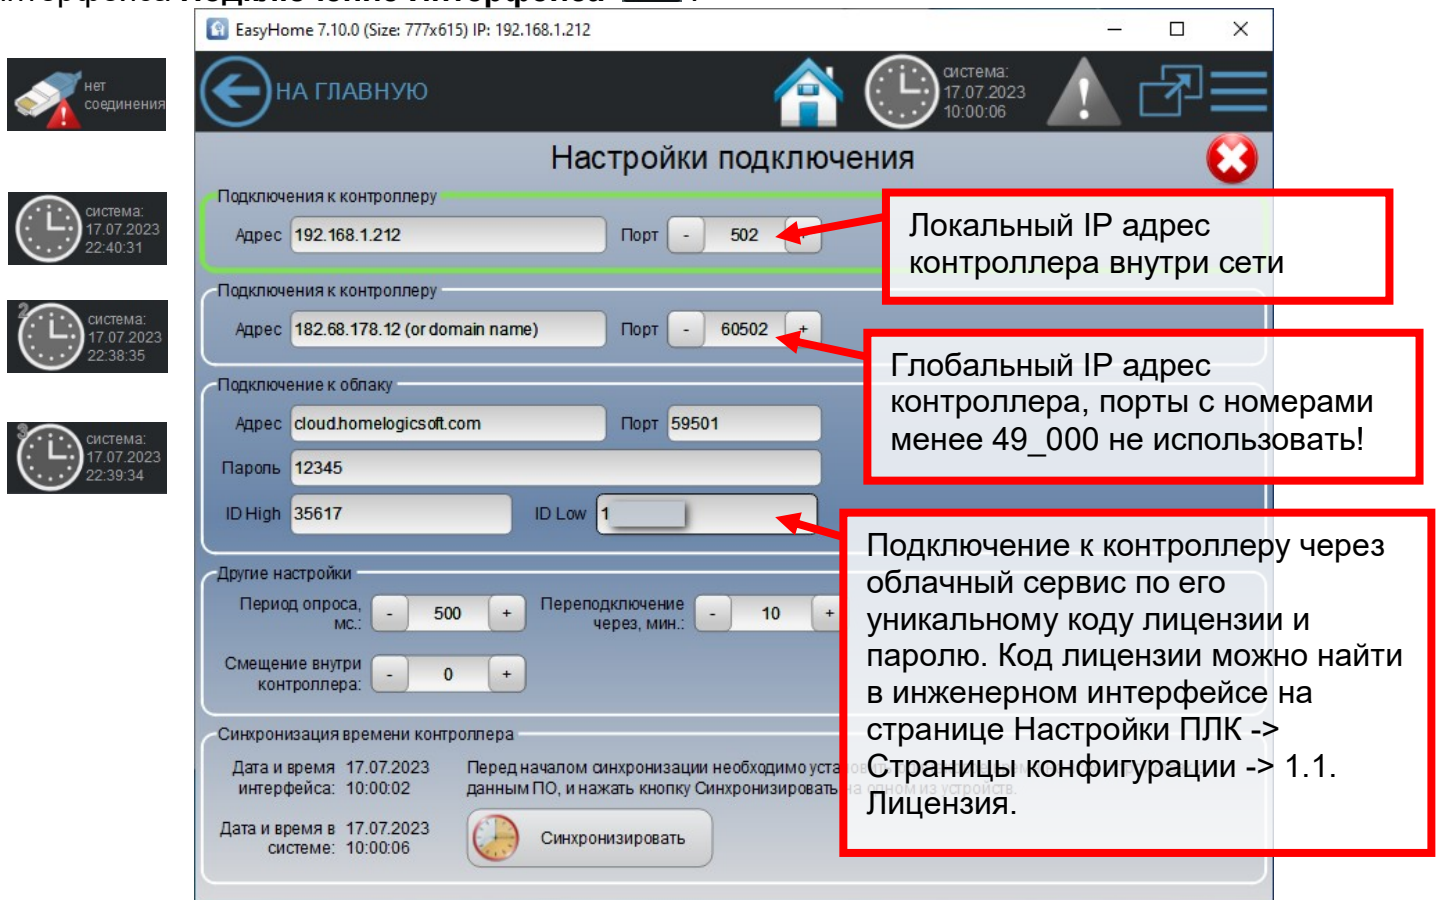 Подключение Интерфейса
EasyHome 7.10.0 (Size: 777x615) IP: 192.168.1.212
нет
соединения
НА ГЛАВНУЮ
система:
17.07.2023
10:00:06
Настройки подключения
система:
17.07.2023
22:40:31
Подключения к контроллеру
Адрес 192.168.1.212 Порт - 502 +
Локальный IP адрес
контроллера внутри сети
2
система:
17.07.2023
22:38:35
Подключения к контроллеру
Адрес 182.68.178.12 (or domain name) Порт - 60502 +
Глобальный IP адрес
контроллера, порты с номерами
менее 49_000 не использовать!
3
система:
17.07.2023
22:39:34
Подключение к облаку
Адрес cloud.homelogicsoft.com Порт 59501
Пароль 12345
ID High 35617 ID Low 1
Подключение к контроллеру через
облачный сервис по его
уникальному коду лицензии и
паролю. Код лицензии можно найти
в инженерном интерфейсе на
странице Настройки ПЛК ->
Страницы конфигурации -> 1.1.
Лицензия.
Другие настройки
Период опроса,
мс.: - 500 +
Переподключение
через, мин.: - 10 +
Смещение внутри
контроллера: - 0 +
Синхронизация времени контроллера
Дата и время
интерфейса:
17.07.2023
10:00:02
Перед началом синхронизации необходимо
данным ПО, и нажать кнопку Синхронизировать на одном из устройств.
Дата и время в
системе:
17.07.2023
10:00:06
Синхронизировать